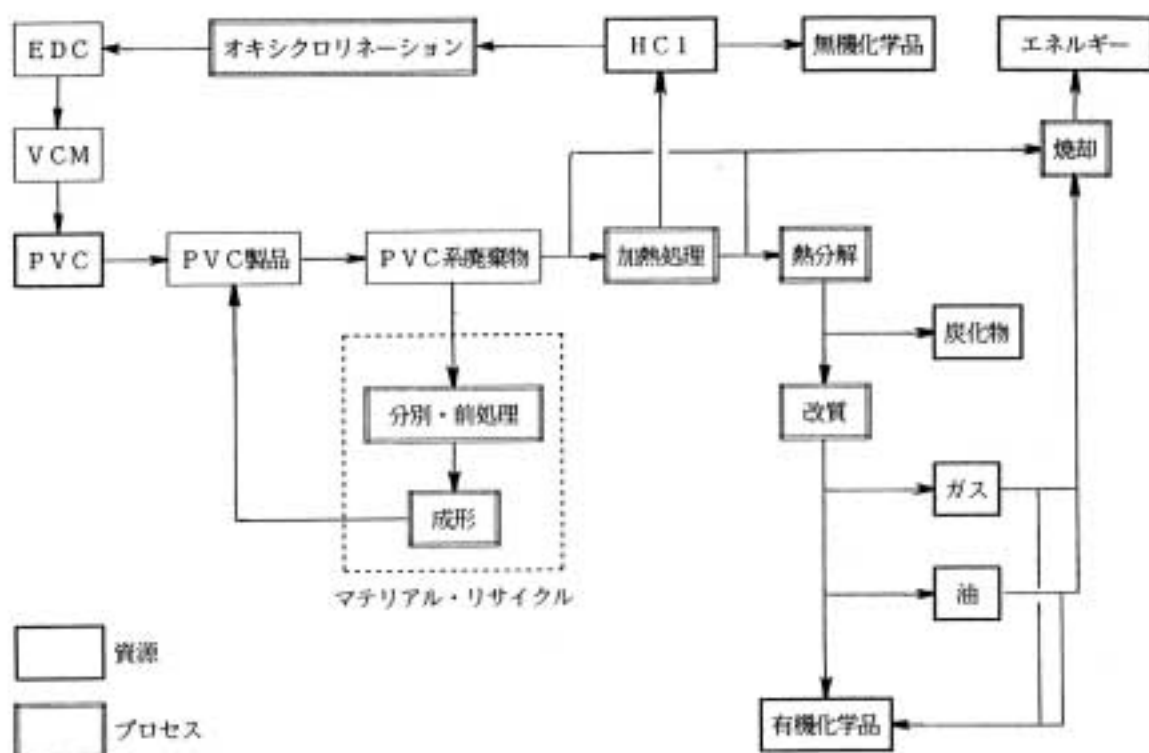 EDC
オキシクロリネーション
HCl
無機化学品
エネルギー
VCM
焼却
PVC
PVC製品
PVC系廃棄物
加熱処理
熱分解
炭化物
分別・前処理
改質
成形
ガス
マテリアル・リサイクル
油
資源
プロセス
有機化学品